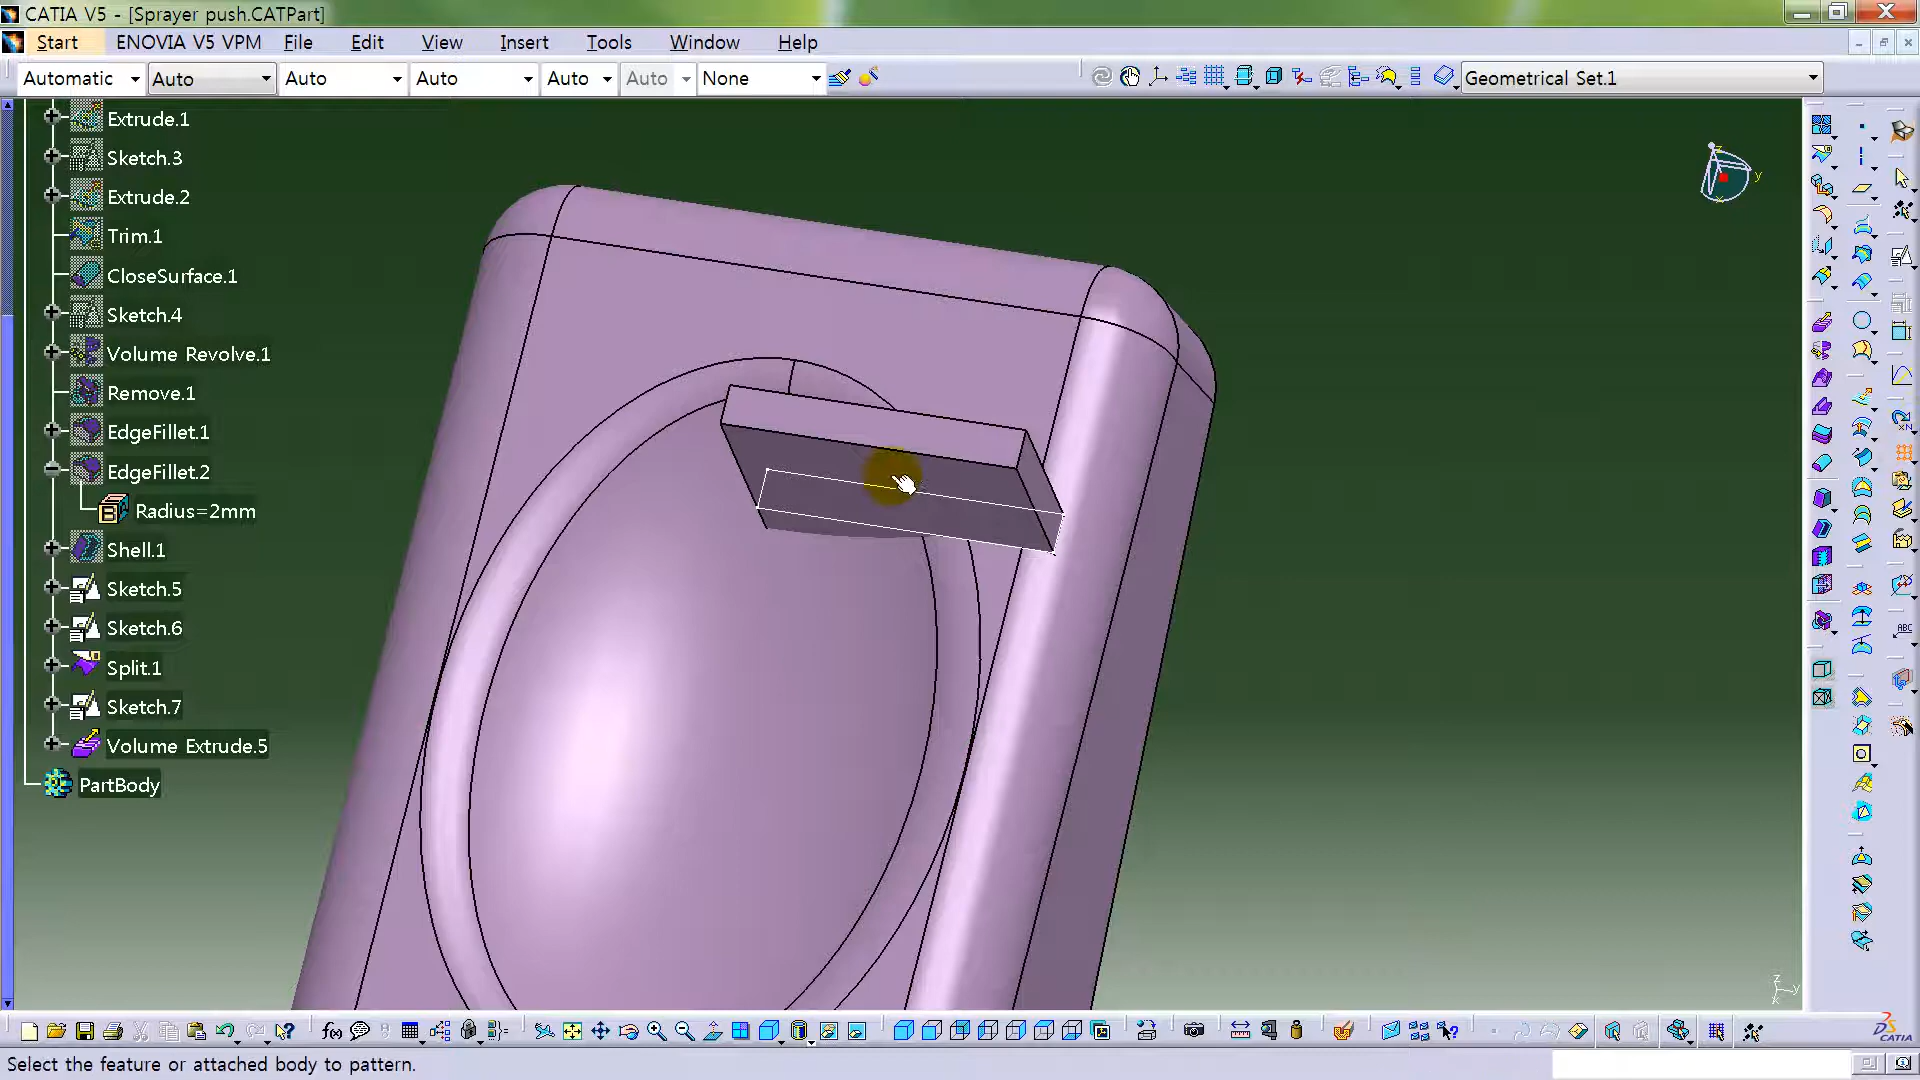 CATIA V5 - [Sprayer push.CATPart]
Start ENOVIA V5 VPM File Edit View Insert Tools Window Help
Automatic Auto Auto Auto Auto Auto None Geometrical Set.1
Extrude.1
Sketch.3
Extrude.2
Trim.1
CloseSurface.1
Sketch.4
Volume Revolve.1
Remove.1
EdgeFillet.1
EdgeFillet.2
Radius=2mm
Shell.1
Sketch.5
Sketch.6
Split.1
Sketch.7
Volume Extrude.5
PartBody
y
ABC
f(x)
CATIA
Select the feature or attached body to pattern.